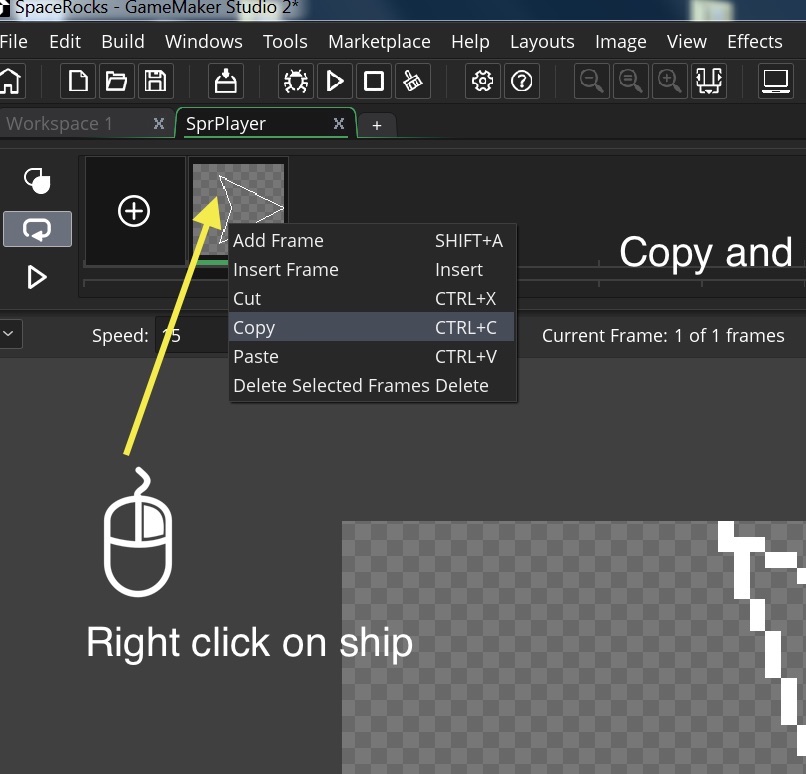 SpaceRocks - GameMaker Studio 2*
File Edit Build Windows Tools Marketplace Help Layouts Image View Effects
Workspace 1 X SprPlayer X +
Add Frame SHIFT+A
Insert Frame Insert
Copy and
Cut CTRL+X
Copy CTRL+C
Speed: 15 Current Frame: 1 of 1 frames
Paste CTRL+V
Delete Selected Frames Delete
Right click on ship